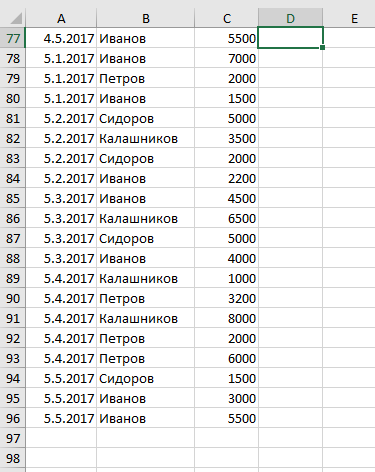 A B C D E
77 4.5.2017 Иванов 5500
78 5.1.2017 Иванов 7000
79 5.1.2017 Петров 2000
80 5.1.2017 Иванов 1500
81 5.2.2017 Сидоров 5000
82 5.2.2017 Калашников 3500
83 5.2.2017 Сидоров 2000
84 5.2.2017 Иванов 2200
85 5.3.2017 Иванов 4500
86 5.3.2017 Калашников 6500
87 5.3.2017 Сидоров 5000
88 5.3.2017 Иванов 4000
89 5.4.2017 Калашников 1000
90 5.4.2017 Петров 3200
91 5.4.2017 Калашников 8000
92 5.4.2017 Петров 2000
93 5.4.2017 Петров 6000
94 5.5.2017 Сидоров 1500
95 5.5.2017 Иванов 3000
96 5.5.2017 Иванов 5500
97
98